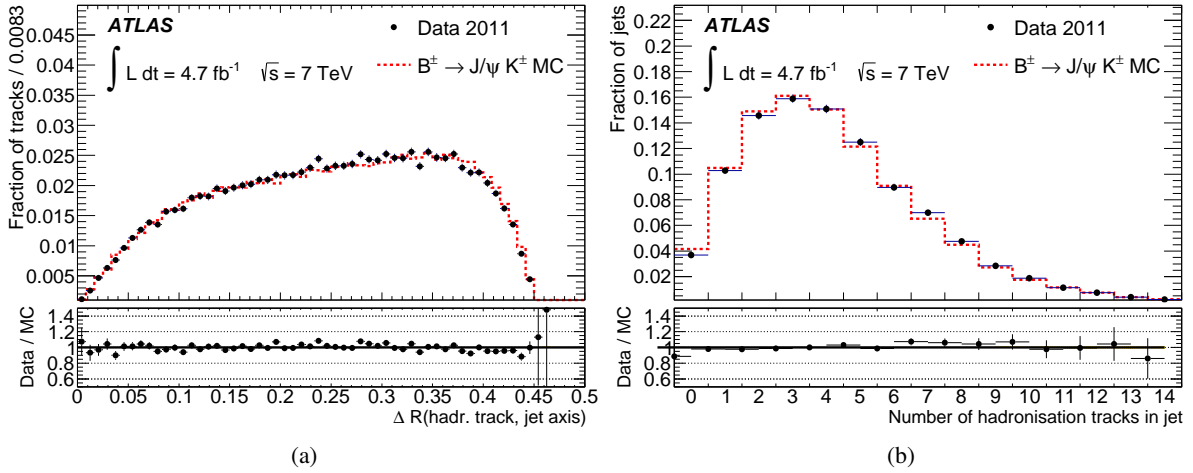 ATLAS
Data 2011
∫ L dt = 4.7 fb⁻¹ √s = 7 TeV
B± → J/ψ K± MC
Fraction of tracks / 0.0083
0.045
0.04
0.035
0.03
0.025
0.02
0.015
0.01
0.005
Data / MC
1.4
1.2
1
0.8
0.6
0 0.05 0.1 0.15 0.2 0.25 0.3 0.35 0.4 0.45 0.5
Δ R(hadr. track, jet axis)
(a)
ATLAS
Data 2011
∫ L dt = 4.7 fb⁻¹ √s = 7 TeV
B± → J/ψ K± MC
Fraction of jets
0.22
0.2
0.18
0.16
0.14
0.12
0.1
0.08
0.06
0.04
0.02
Data / MC
1.4
1.2
1
0.8
0.6
0 1 2 3 4 5 6 7 8 9 10 11 12 13 14
Number of hadronisation tracks in jet
(b)